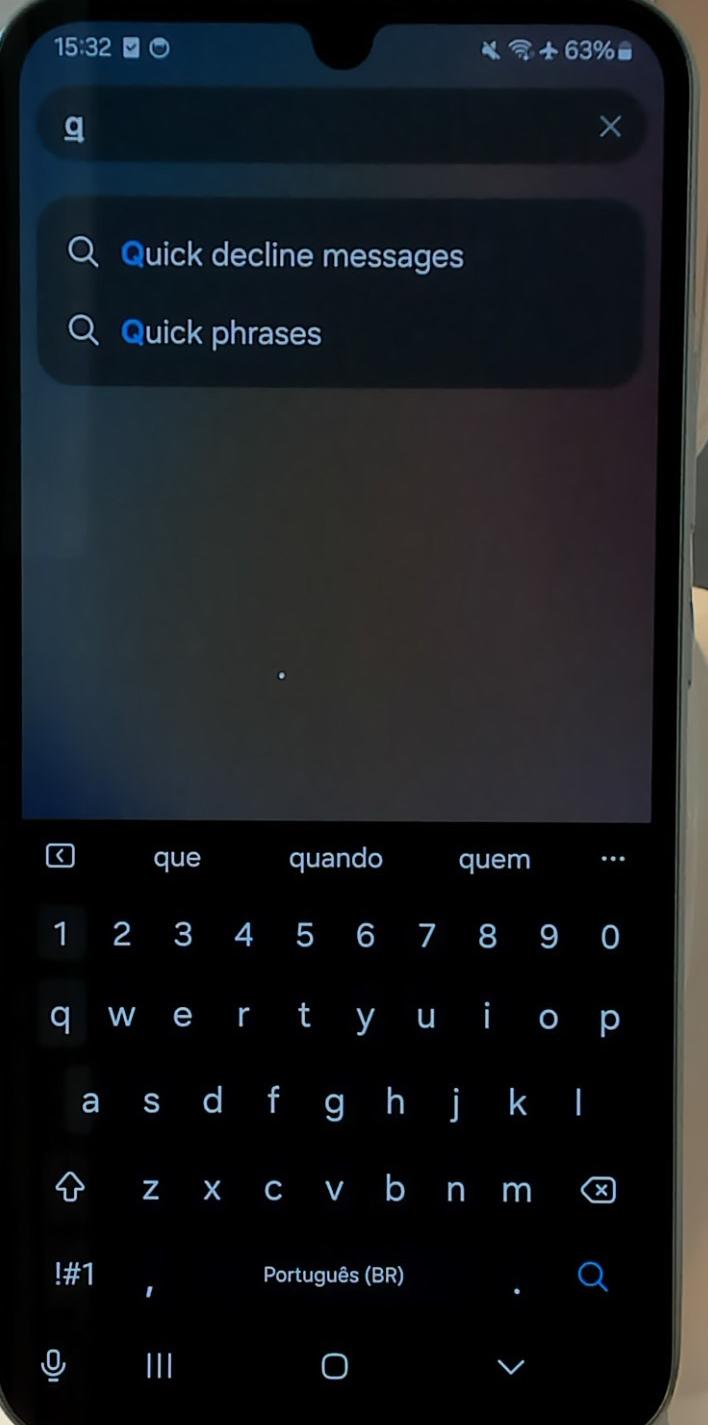 15:32 63%
q
Quick decline messages
Quick phrases
que quando quem
1 2 3 4 5 6 7 8 9 0
q w e r t y u i o p
a s d f g h j k l
z x c v b n m
!#1 , Português (BR) .